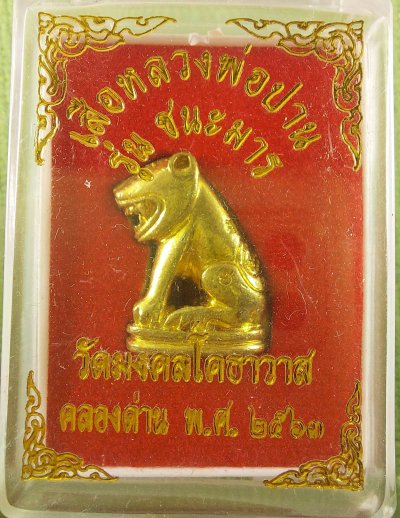 เสือหลวงพ่อปาน
รุ่น ชนะมาร
วัดมงคลโคธาวาส
คลองด่าน พ.ศ. ๒๕๖๓